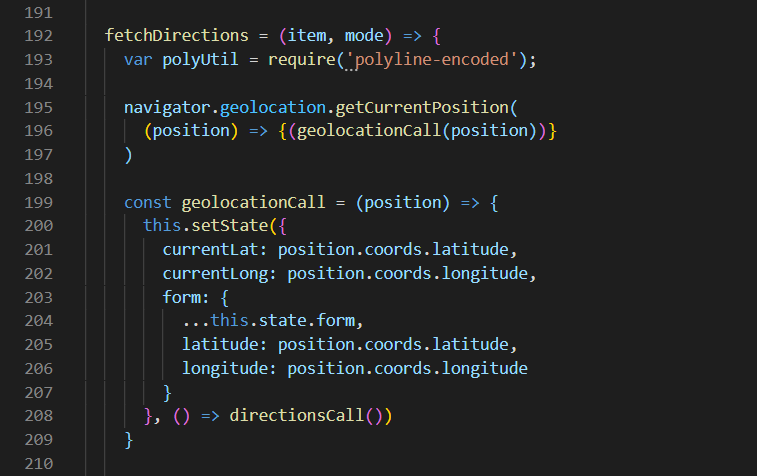 191
192 fetchDirections = (item, mode) => {
193 var polyUtil = require('polyline-encoded');
194
195 navigator.geolocation.getCurrentPosition(
196 (position) => {(geolocationCall(position))}
197 )
198
199 const geolocationCall = (position) => {
200 this.setState({
201 currentLat: position.coords.latitude,
202 currentLong: position.coords.longitude,
203 form: {
204 ...this.state.form,
205 latitude: position.coords.latitude,
206 longitude: position.coords.longitude
207 }
208 }, () => directionsCall())
209 }
210